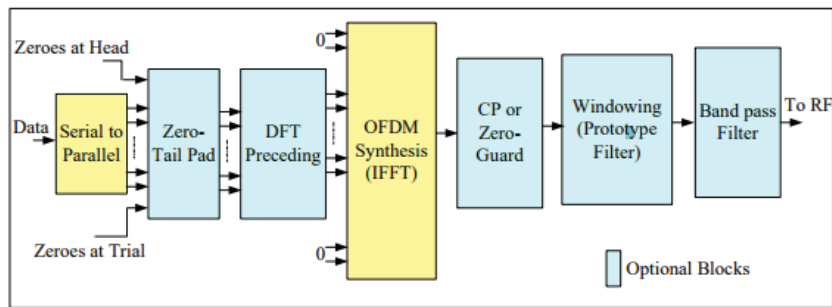 Zeroes at Head
Data
Serial to
Parallel
Zeroes at Trial
Zero-
Tail Pad
DFT
Preceding
0
0
OFDM
Synthesis
(IFFT)
CP or
Zero-
Guard
Windowing
(Prototype
Filter)
Band pass
Filter
To RF
Optional Blocks